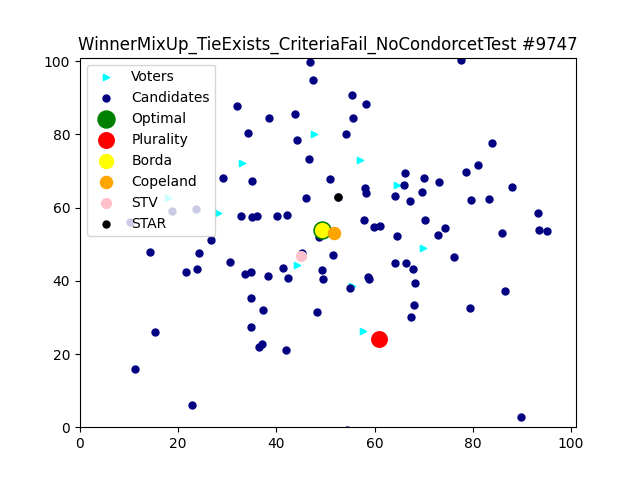 WinnerMixUp_TieExists_CriteriaFail_NoCondorcetTest #9747
Voters
Candidates
Optimal
Plurality
Borda
Copeland
STV
STAR
100
80
60
40
20
0
0 20 40 60 80 100